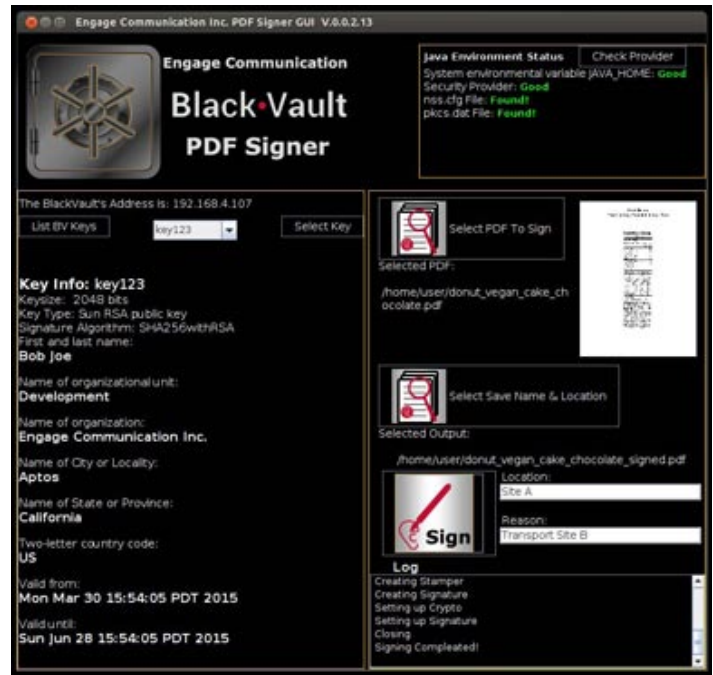 Engage Communication Inc. PDF Signer GUI V.0.0.2.13
Engage Communication
Black•Vault
PDF Signer
Java Environment Status
Check Provider
System environmental variable JAVA_HOME: Good
Security Provider: Good
nss.cfg File: Found!
pkcs.dat File: Found!
The BlackVault's Address is: 192.168.4.107
List BV Keys
key123
Select Key
Key Info: key123
Keysize: 2048 bits
Key Type: Sun RSA public key
Signature Algorithm: SHA256withRSA
First and last name:
Bob Joe
Name of organizational unit:
Development
Name of organization:
Engage Communication Inc.
Name of City or Locality:
Aptos
Name of State or Province:
California
Two-letter country code:
US
Valid from:
Mon Mar 30 15:54:05 PDT 2015
Valid until:
Sun Jun 28 15:54:05 PDT 2015
Select PDF To Sign
Selected PDF:
/home/user/donut_vegan_cake_ch
ocolate.pdf
Select Save Name & Location
Selected Output:
/home/user/donut_vegan_cake_chocolate_signed.pdf
Sign
Location:
Site A
Reason:
Transport Site B
Log
Creating Stamper
Creating Signature
Setting up Crypto
Setting up Signature
Closing
Signing Compleated!